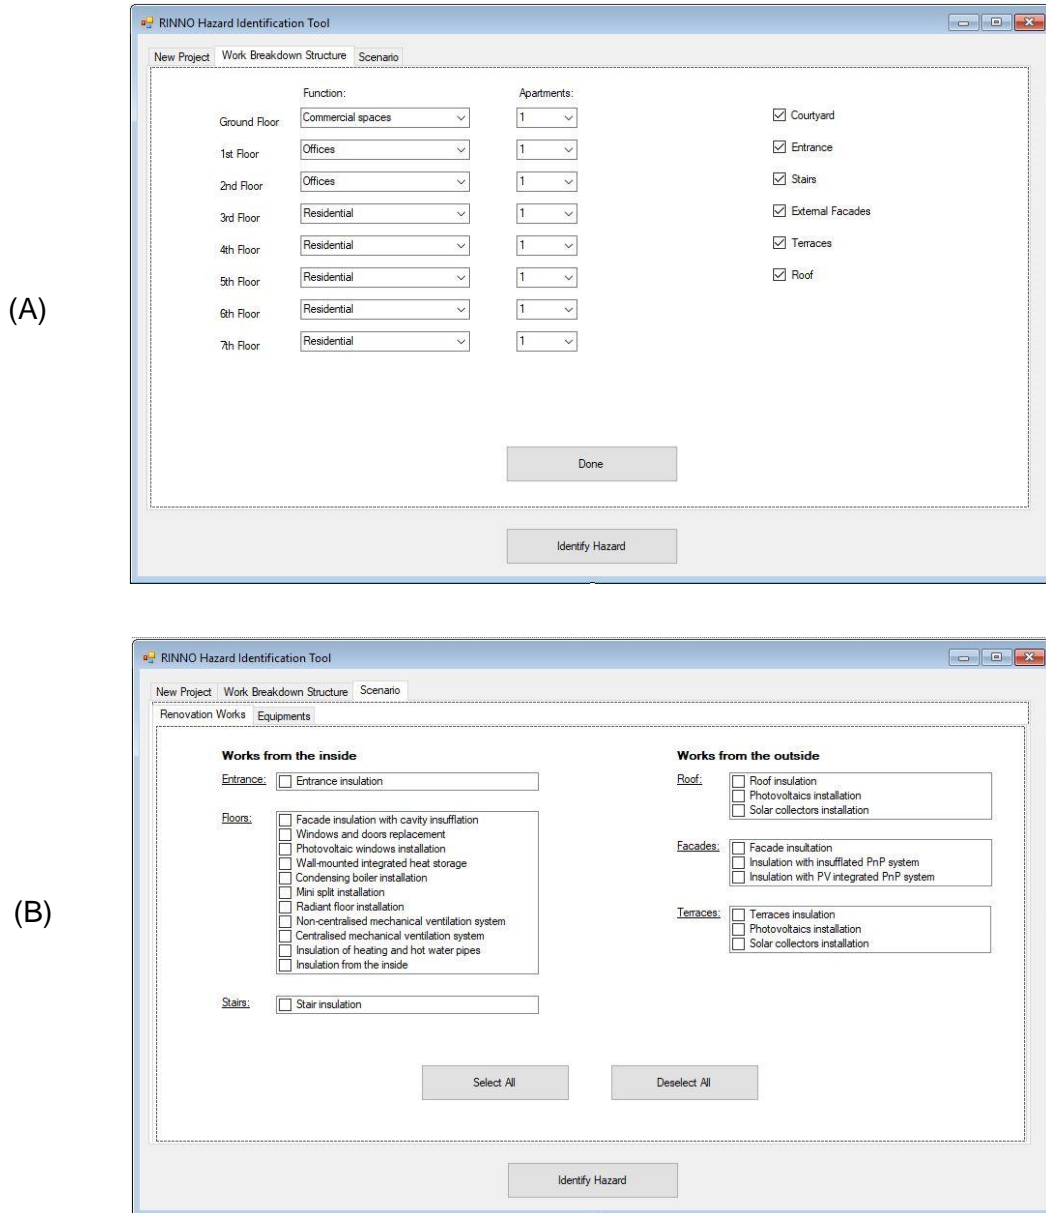 RINNO Hazard Identification Tool
New Project Work Breakdown Structure Scenario
Function: Apartments:
Ground Floor Commercial spaces 1 Courtyard
1st Floor Offices 1 Entrance
2nd Floor Offices 1 Stairs
3rd Floor Residential 1 External Facades
4th Floor Residential 1 Terraces
5th Floor Residential 1 Roof
(A)
6th Floor Residential 1
7th Floor Residential 1
Done
Identify Hazard
RINNO Hazard Identification Tool
New Project Work Breakdown Structure Scenario
Renovation Works Equipments
Works from the inside
Entrance: Entrance insulation
Floors: Facade insulation with cavity insufflation
Windows and doors replacement
Photovoltaic windows installation
Wall-mounted integrated heat storage
Condensing boiler installation
Mini split installation
Radiant floor installation
Non-centralised mechanical ventilation system
Centralised mechanical ventilation system
Insulation of heating and hot water pipes
Insulation from the inside
Stairs: Stair insulation
Works from the outside
Roof: Roof insulation
Photovoltaics installation
Solar collectors installation
Facades: Facade insultation
Insulation with insufflated PnP system
Insulation with PV integrated PnP system
Terraces: Terraces insulation
Photovoltaics installation
Solar collectors installation
(B)
Select All Deselect All
Identify Hazard